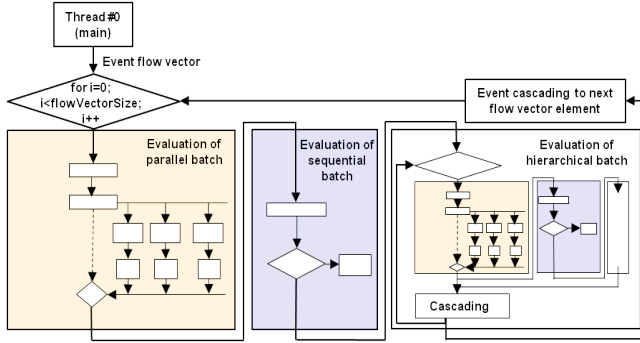 Thread #0
(main)
Event flow vector
for i=0;
i<flowVectorSize;
i++
Event cascading to next
flow vector element
Evaluation of
parallel batch
Evaluation of
sequential
batch
Evaluation of
hierarchical batch
Cascading